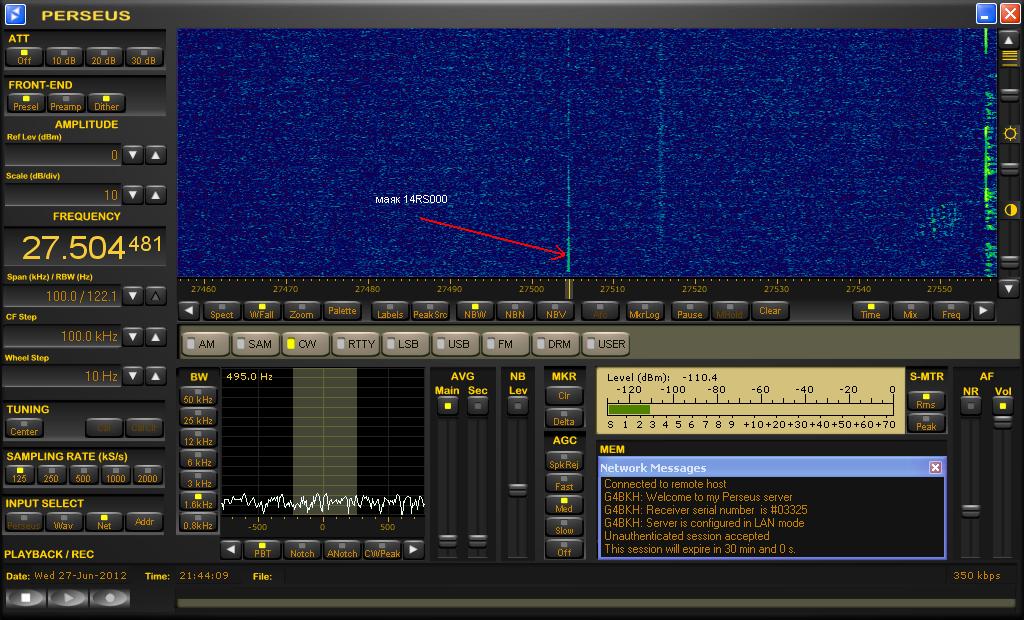 PERSEUS
ATT
Off 10 dB 20 dB 30 dB
FRONT-END
Presel Preamp Dither
AMPLITUDE
Ref Lev (dBm)
0
Scale (dB/div)
10
FREQUENCY
27.504 481
Span (kHz) / RBW (Hz)
100.0 / 122.1
CF Step
100.0 kHz
Wheel Step
10 Hz
TUNING
Center Cal CalClr
SAMPLING RATE (kS/s)
125 250 500 1000 2000
INPUT SELECT
Perseus Wav Net Addr
PLAYBACK / REC
маяк 14RS000
27460 27470 27480 27490 27500 27510 27520 27530 27540 27550
Spect WFall Zoom Palette Labels PeakSrc NBW NBN NBV Afc MkrLog Pause MHold Clear Time Mix Freq
AM SAM CW RTTY LSB USB FM DRM USER
BW
50 kHz
25 kHz
12 kHz
6 kHz
3 kHz
1.6kHz
0.8kHz
495.0 Hz
-500 0 500
PBT Notch ANotch CWPeak
AVG
Main Sec
NB
Lev
MKR
Clr
Delta
AGC
SpkRej
Fast
Med
Slow
Off
Level (dBm): -110.4
-120 -100 -80 -60 -40 -20 0
S 1 2 3 4 5 6 7 8 9 +10+20+30+40+50+60+70
S-MTR
Rms
Peak
AF
NR Vol
MEM
Network Messages
Connected to remote host
G4BKH: Welcome to my Perseus server
G4BKH: Receiver serial number is #03325
G4BKH: Server is configured in LAN mode
Unauthenticated session accepted
This session will expire in 30 min and 0 s.
Date: Wed 27-Jun-2012 Time: 21:44:09 File: 350 kbps